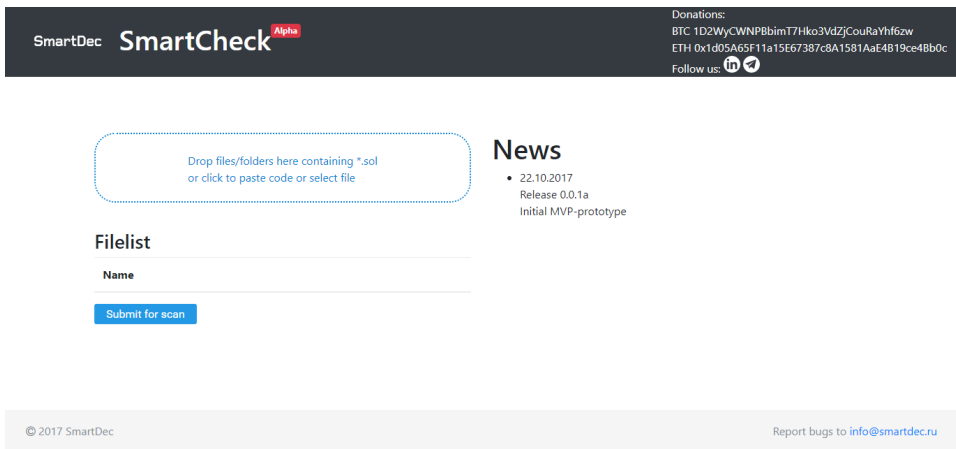 SmartDec SmartCheck Alpha
Donations:
BTC 1D2WyCWNPBbimT7Hko3VdZjCouRaYhf6zw
ETH 0x1d05A65F11a15E67387c8A1581AaE4B19ce4Bb0c
Follow us:
Drop files/folders here containing *.sol
or click to paste code or select file
Filelist
Name
Submit for scan
News
• 22.10.2017
Release 0.0.1a
Initial MVP-prototype
© 2017 SmartDec
Report bugs to info@smartdec.ru